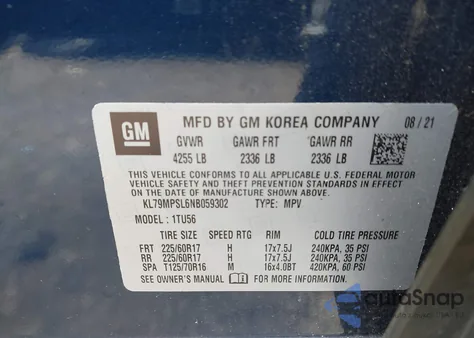 GM
MFD BY GM KOREA COMPANY 08 / 21
GVWR GAWR FRT GAWR RR
4255 LB 2336 LB 2336 LB
THIS VEHICLE CONFORMS TO ALL APPLICABLE U.S. FEDERAL MOTOR
VEHICLE SAFETY, BUMPER, AND THEFT PREVENTION STANDARDS IN
EFFECT ON THE DATE OF MANUFACTURE SHOWN ABOVE.
KL79MPSL6NB059302 TYPE: MPV
MODEL : 1TU56
TIRE SIZE SPEED RTG RIM COLD TIRE PRESSURE
FRT 225/60R17 H 17x7.5J 240KPA, 35 PSI
RR 225/60R17 H 17x7.5J 240KPA, 35 PSI
SPA T125/70R16 M 16x4.0BT 420KPA, 60 PSI
SEE OWNER'S MANUAL FOR MORE INFORMATION.
AutoSnap